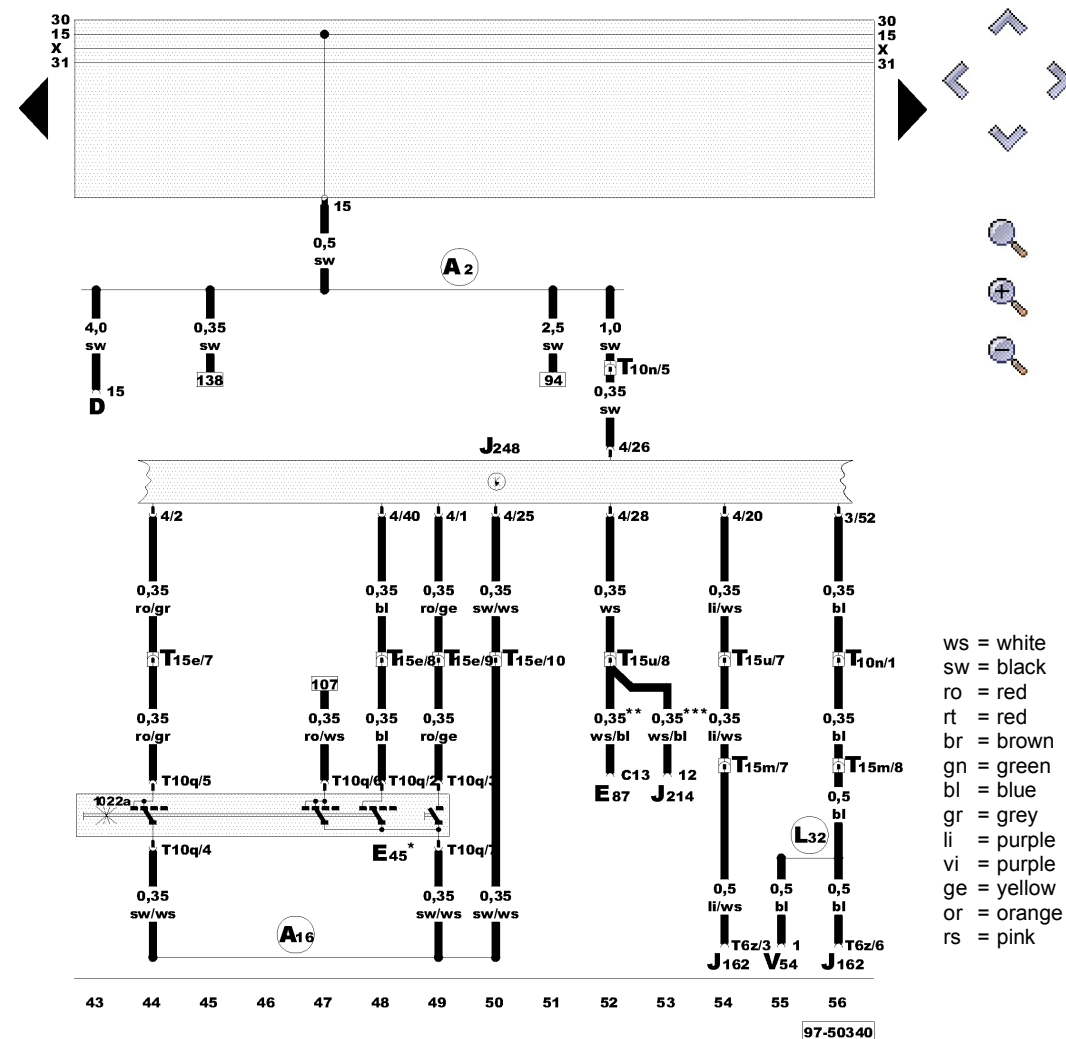 30 30
15 15
X X
31 31
15
0,5
sw
A2
4,0 0,35 2,5 1,0
sw sw sw sw
T10n/5
15 138 94 0,35
D sw
J248 4/26
4/2 4/40 4/1 4/25 4/28 4/20 3/52
0,35 0,35 0,35 0,35 0,35 0,35 0,35
ro/gr bl ro/ge sw/ws ws li/ws bl
T15e/7 T15e/8 T15e/9 T15e/10 T15u/8 T15u/7 T10n/1
107
0,35 0,35 0,35 0,35 0,35** 0,35*** 0,35 0,35
ro/gr ro/ws bl ro/ge ws/bl ws/bl li/ws bl
T15m/7 T15m/8
T10q/5 T10q/6 T10q/2 T10q/3 C13 12
E87 J214
1022a 0,5
bl
L32
T10q/4 E45* T10q/7
0,35 0,35 0,35 0,5 0,5 0,5
sw/ws sw/ws sw/ws li/ws bl bl
A16
T6z/3 1 T6z/6
J162 V54 J162
43 44 45 46 47 48 49 50 51 52 53 54 55 56
97-50340
ws = white
sw = black
ro = red
rt = red
br = brown
gn = green
bl = blue
gr = grey
li = purple
vi = purple
ge = yellow
or = orange
rs = pink